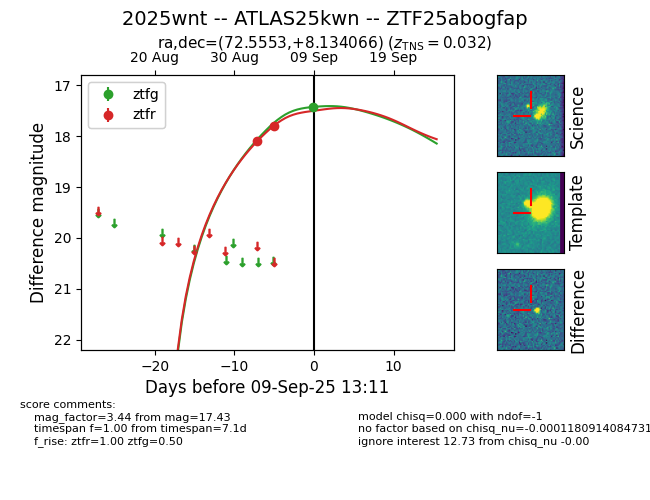 2025wnt -- ATLAS25kwn -- ZTF25abogfap
ra,dec=(72.5553,+8.134066) (zTNS = 0.032)
20 Aug 30 Aug 09 Sep 19 Sep
ztfg
ztfr
17
18
19
20
21
22
Difference magnitude
−20 −10 0 10
Days before 09-Sep-25 13:11
Science
Template
Difference
score comments:
mag_factor=3.44 from mag=17.43
timespan f=1.00 from timespan=7.1d
f_rise: ztfr=1.00 ztfg=0.50
model chisq=0.000 with ndof=-1
no factor based on chisq_nu=-0.0001180914084731
ignore interest 12.73 from chisq_nu -0.00